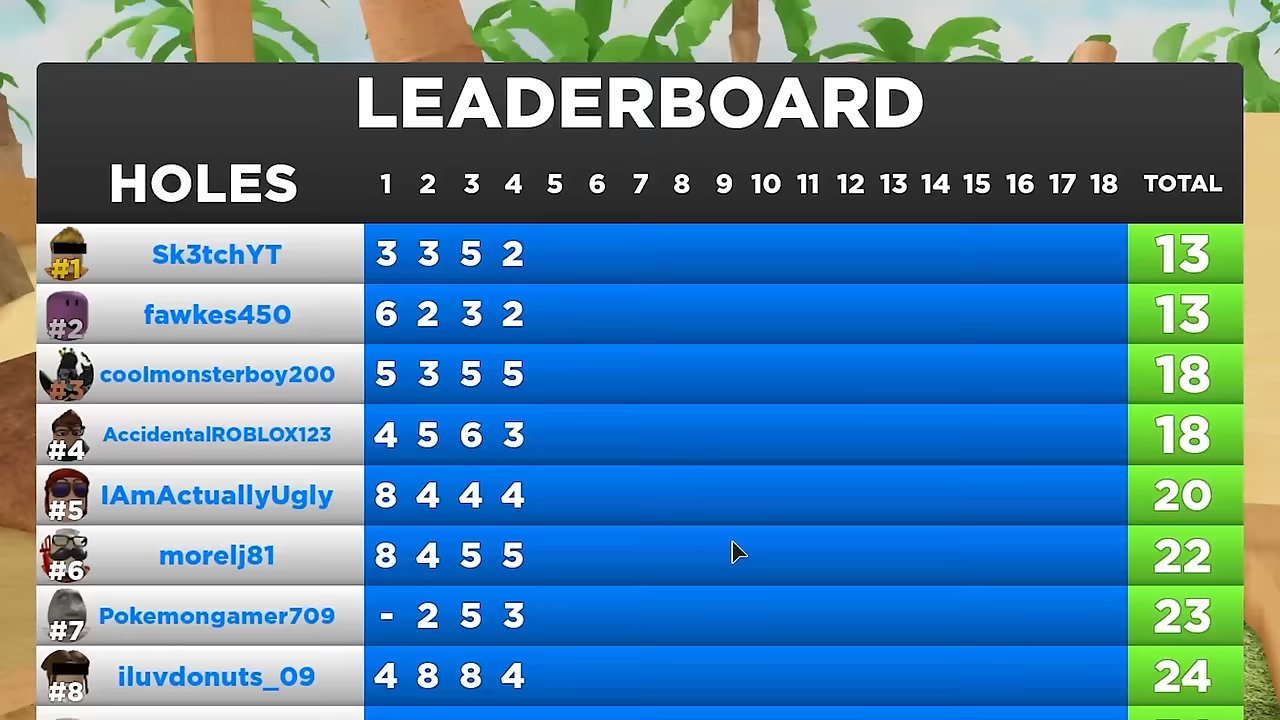 LEADERBOARD
HOLES 1 2 3 4 5 6 7 8 9 10 11 12 13 14 15 16 17 18 TOTAL
#1 Sk3tchYT 3 3 5 2 13
#2 fawkes450 6 2 3 2 13
#3 coolmonsterboy200 5 3 5 5 18
#4 AccidentalROBLOX123 4 5 6 3 18
#5 IAmActuallyUgly 8 4 4 4 20
#6 morelj81 8 4 5 5 22
#7 Pokemongamer709 - 2 5 3 23
#8 iluvdonuts_09 4 8 8 4 24